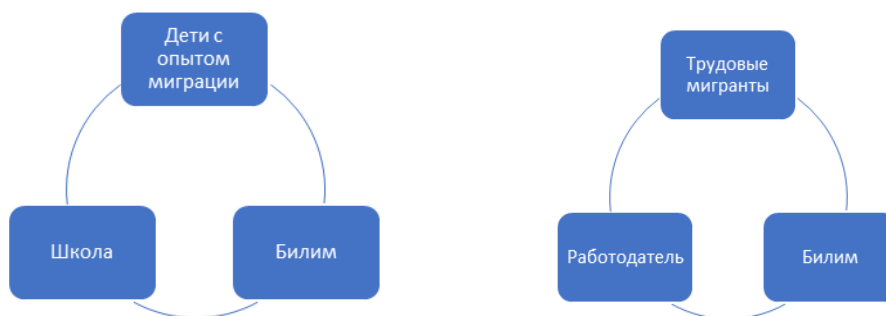 Дети с
опытом
миграции
Школа
Билим
Трудовые
мигранты
Работодатель
Билим